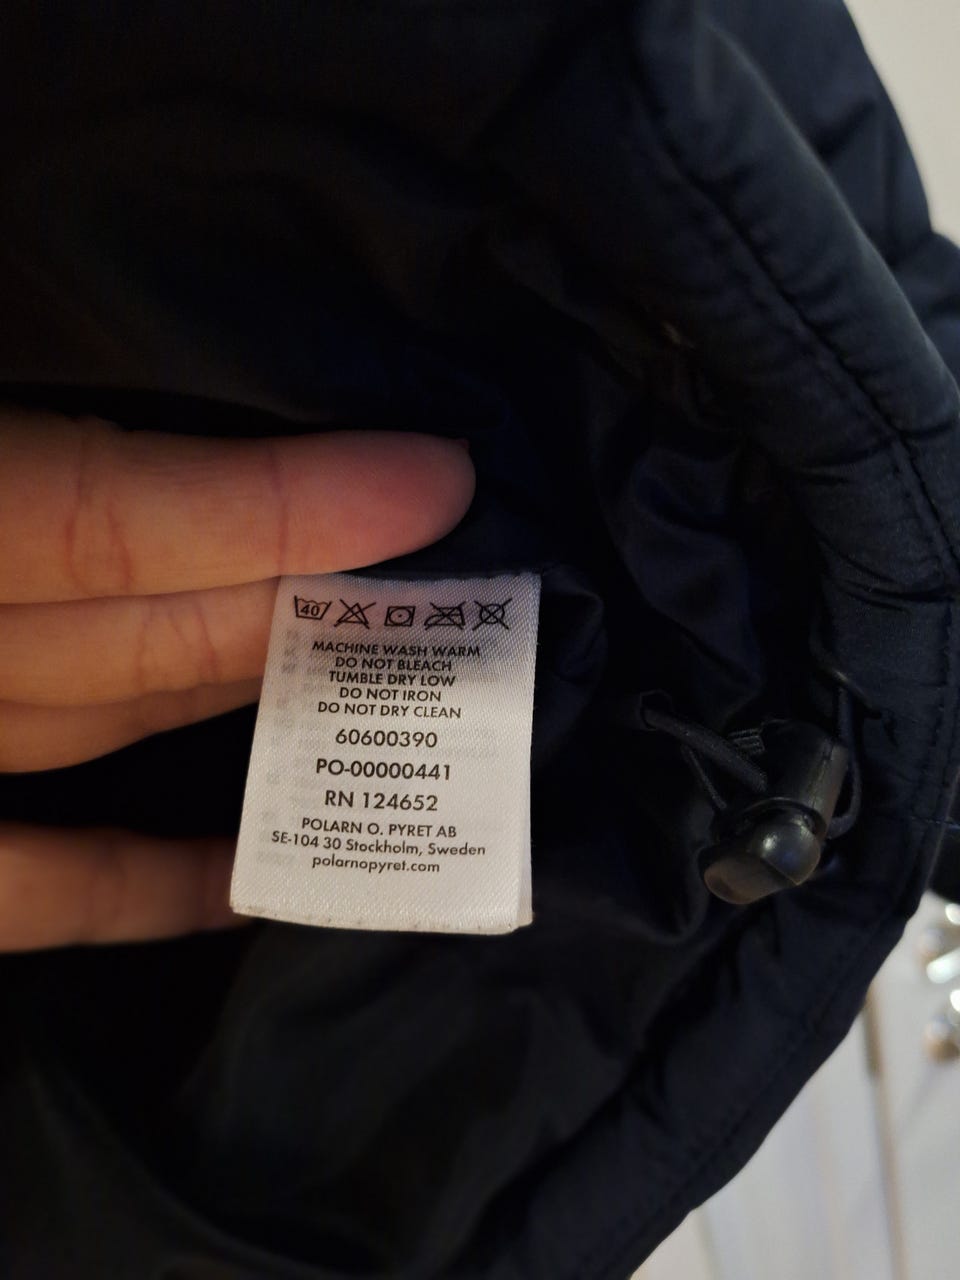 40
MACHINE WASH WARM
DO NOT BLEACH
TUMBLE DRY LOW
DO NOT IRON
DO NOT DRY CLEAN
60600390
PO-00000441
RN 124652
POLARN O. PYRET AB
SE-104 30 Stockholm, Sweden
polarnopyret.com